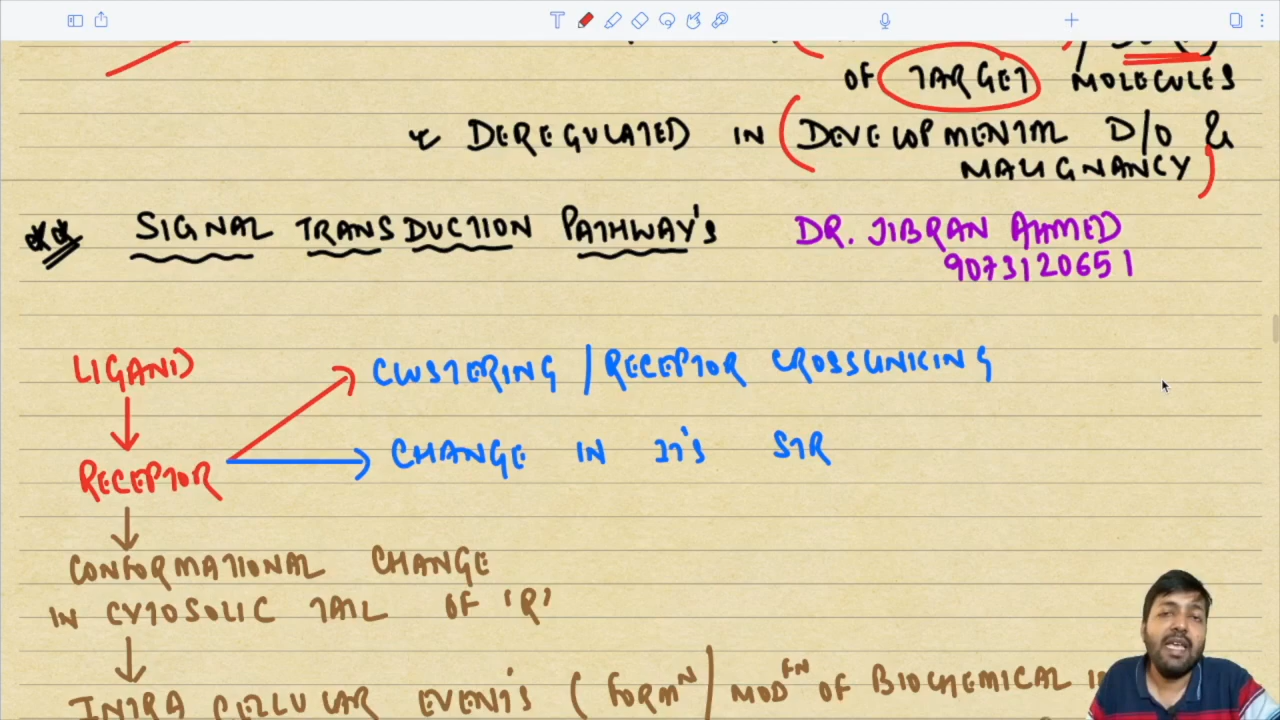 OF TARGET MOLECULES
& DEREGULATED IN (DEVELOPMENTAL D/O &
MALIGNANCY)
SIGNAL TRANSDUCTION PATHWAY'S
DR. JIBRAN AHMED
9073120651
LIGAND
CLUSTERING / RECEPTOR CROSSLINKING
RECEPTOR
CHANGE IN IT'S STR
CONFORMATIONAL CHANGE
IN CYTOSOLIC TAIL OF 'R'
INTRA CELLULAR EVENT'S (FORMN / MODFN OF BIOCHEMICAL